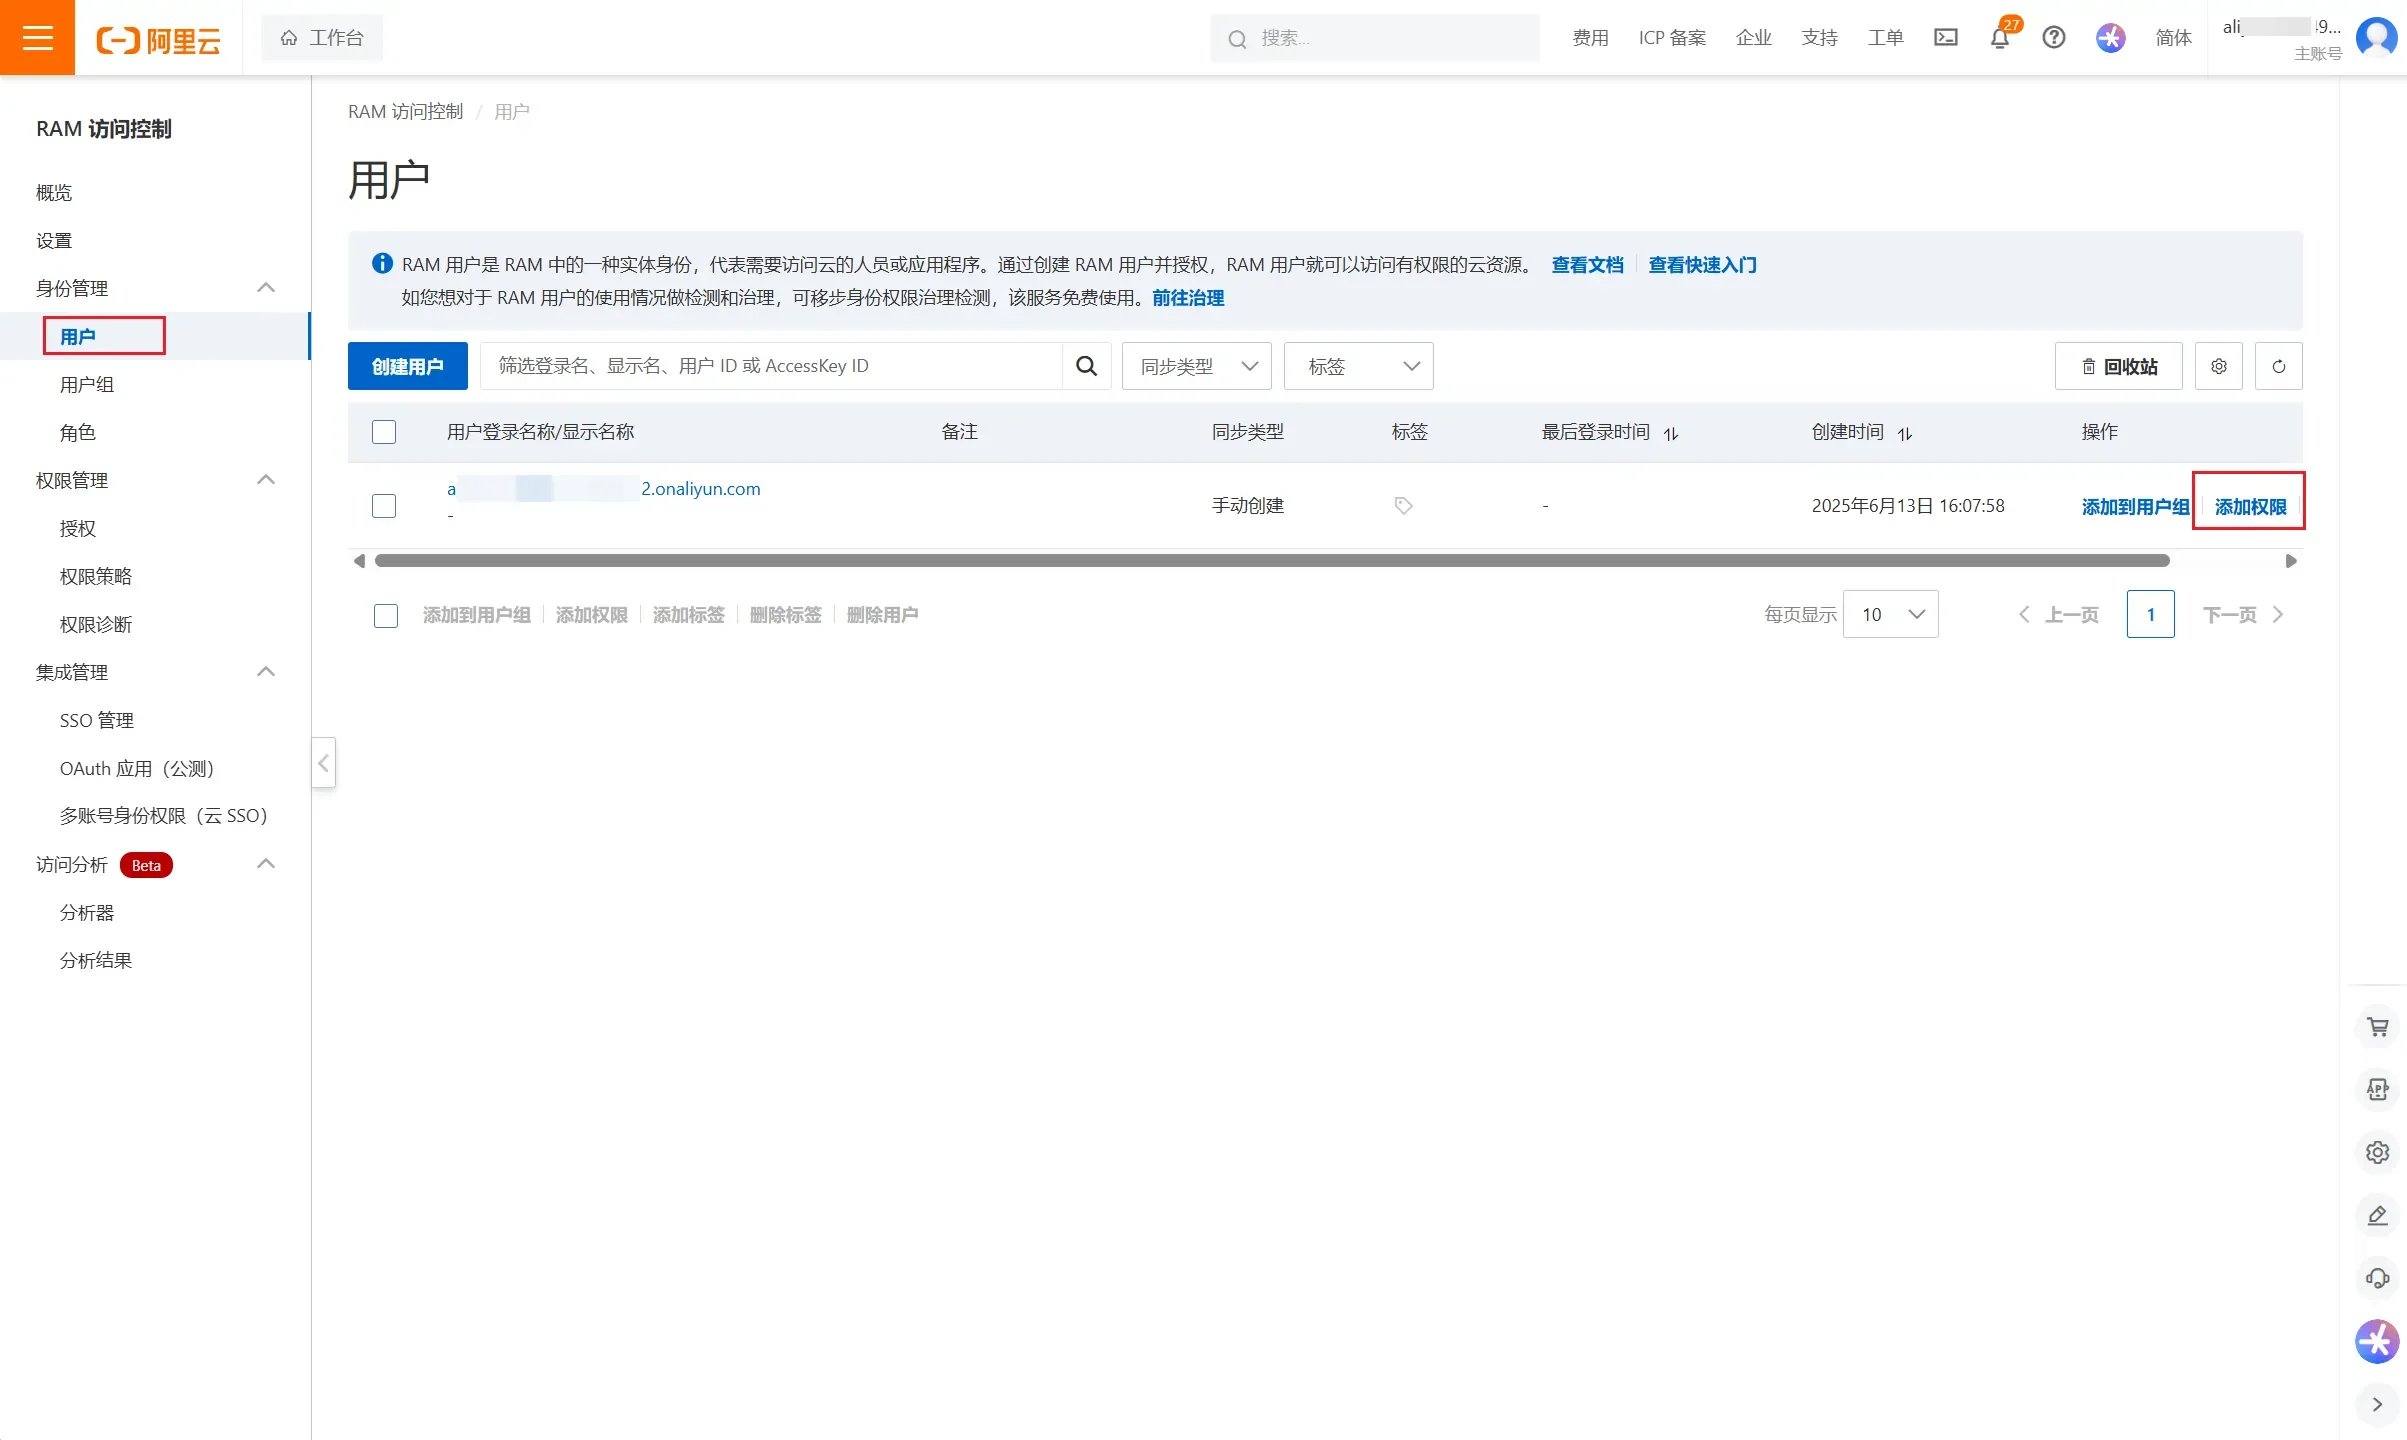 阿里云
工作台
搜索...
费用
ICP 备案
企业
支持
工单
27
简体
ali 49...
主账号
RAM 访问控制
概览
设置
身份管理
用户
用户组
角色
权限管理
授权
权限策略
权限诊断
集成管理
SSO 管理
OAuth 应用（公测）
多账号身份权限（云 SSO）
访问分析 Beta
分析器
分析结果
RAM 访问控制 / 用户
用户
RAM 用户是 RAM 中的一种实体身份，代表需要访问云的人员或应用程序。通过创建 RAM 用户并授权，RAM 用户就可以访问有权限的云资源。 查看文档 查看快速入门
如您想对于 RAM 用户的使用情况做检测和治理，可移步身份权限治理检测，该服务免费使用。前往治理
创建用户 筛选登录名、显示名、用户 ID 或 AccessKey ID 同步类型 标签 回收站
用户登录名称/显示名称 备注 同步类型 标签 最后登录时间 创建时间 操作
a 2.onaliyun.com
-
手动创建 - 2025年6月13日 16:07:58 添加到用户组 添加权限
添加到用户组 添加权限 添加标签 删除标签 删除用户 每页显示 10 上一页 1 下一页
APP